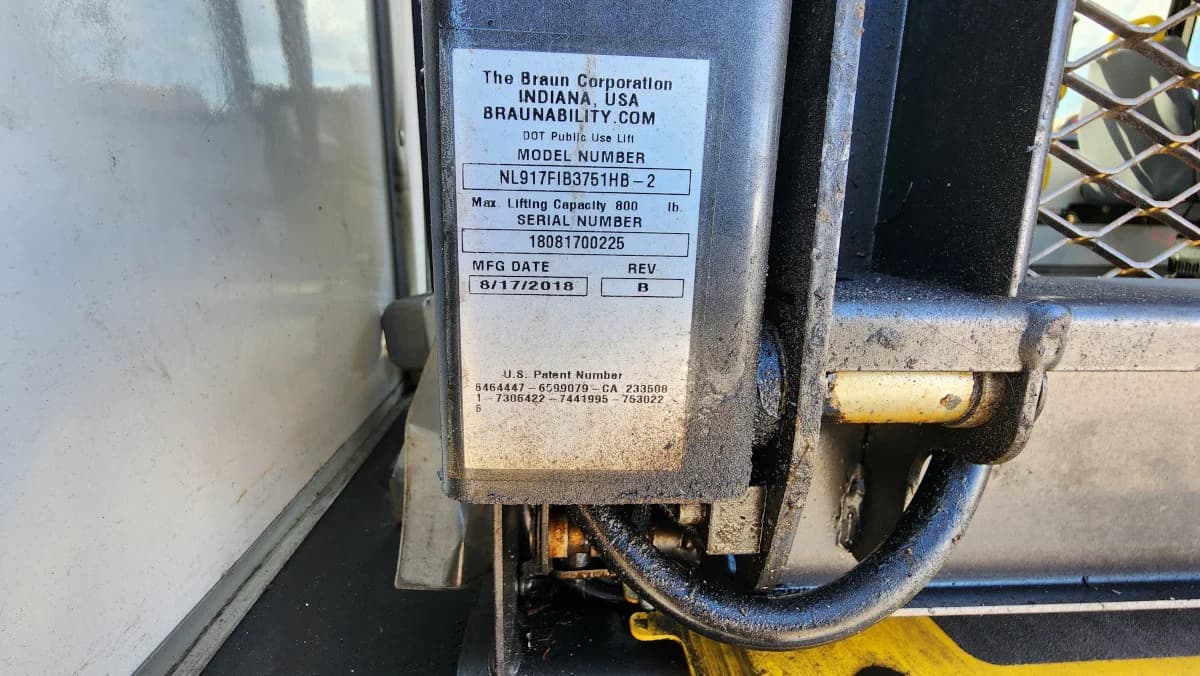 The Braun Corporation
INDIANA, USA
BRAUNABILITY.COM
DOT Public Use Lift
MODEL NUMBER
NL917FIB3751HB-2
Max. Lifting Capacity 800 lb.
SERIAL NUMBER
18081700225
MFG DATE REV
8/17/2018 B
U.S. Patent Number
6464447-6599079-CA 233508
1-7306422-7441995-753022
6